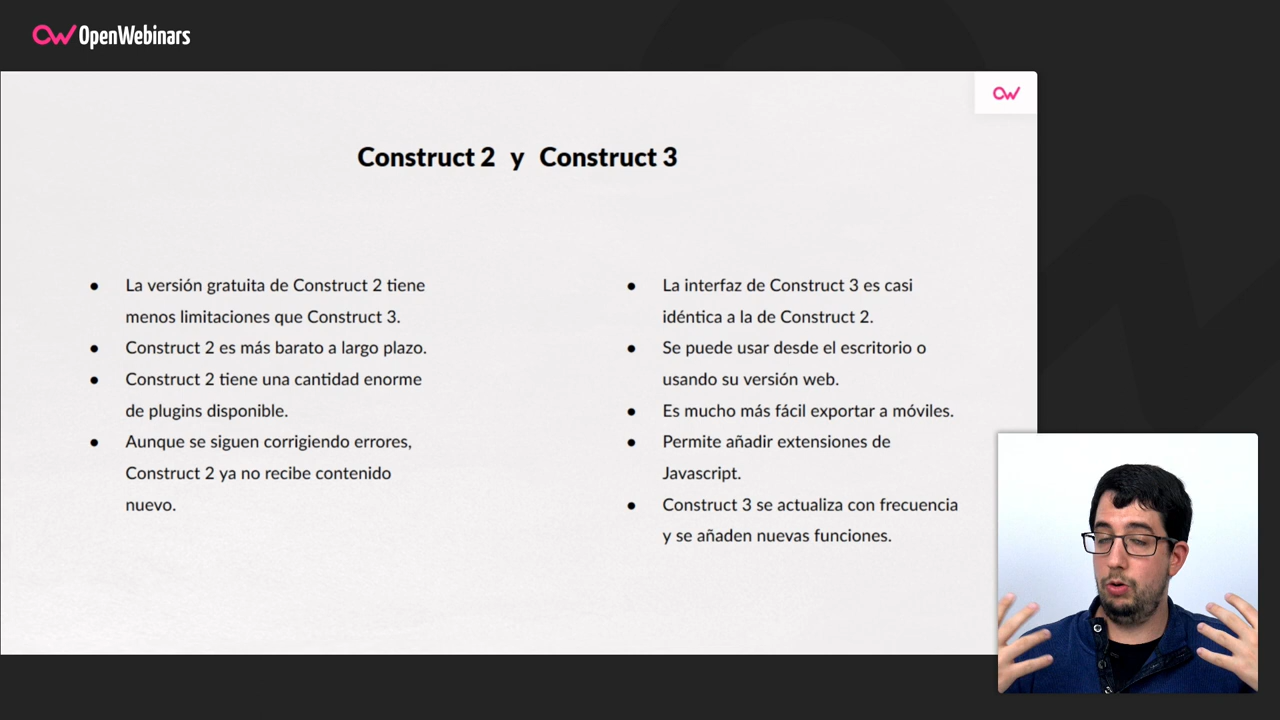 OpenWebinars
Construct 2 y Construct 3
● La versión gratuita de Construct 2 tiene
menos limitaciones que Construct 3.
● Construct 2 es más barato a largo plazo.
● Construct 2 tiene una cantidad enorme
de plugins disponible.
● Aunque se siguen corrigiendo errores,
Construct 2 ya no recibe contenido
nuevo.
● La interfaz de Construct 3 es casi
idéntica a la de Construct 2.
● Se puede usar desde el escritorio o
usando su versión web.
● Es mucho más fácil exportar a móviles.
● Permite añadir extensiones de
Javascript.
● Construct 3 se actualiza con frecuencia
y se añaden nuevas funciones.